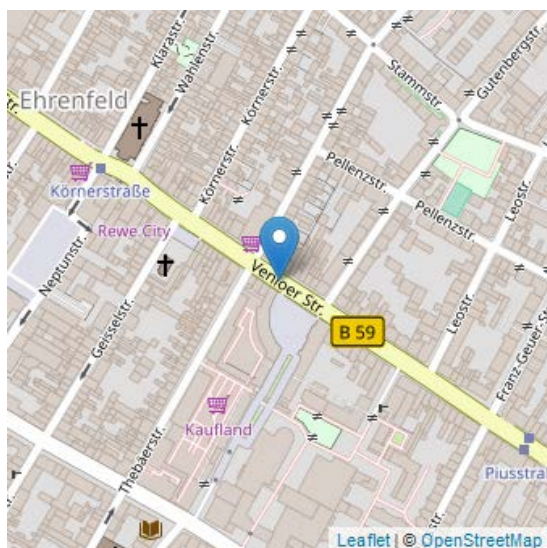 Klarastr.
Wahlenstr.
Stammstr.
Gutenbergstr.
Ehrenfeld
Körnerstr.
Pellenzstr.
Leostr.
Körnerstraße
Körnerstr.
Pellenzstr.
Rewe City
Neptunstr.
Venloer Str.
Geisselstr.
B 59
Leostr.
Franz-Geuer-Str.
Kaufland
Thebäerstr.
Leaflet | © OpenStreetMap